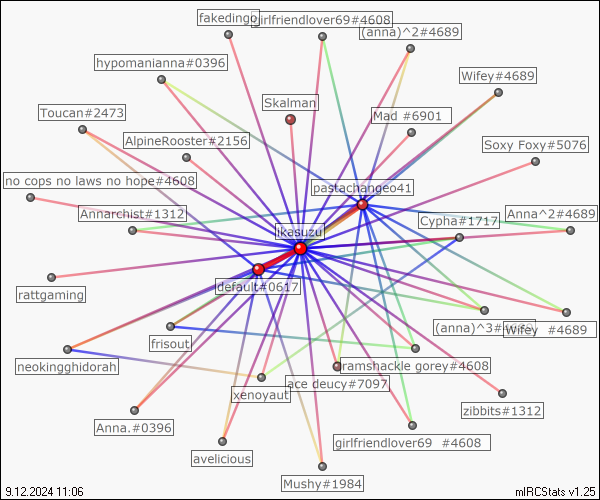 fakedingo
girlfriendlover69#4608
(anna)^2#4689
hypomanianna#0396
Wifey#4689
Skalman
Toucan#2473
Mad #6901
AlpineRooster#2156
Soxy Foxy#5076
no cops no laws no hope#4608
pastachangeo41
Annarchist#1312
Cypha#1717
Anna^2#4689
ikasuzu
default#0617
rattgaming
(anna)^3#
Wifey #4689
frisout
neokingghidorah
ramshackle gorey#4608
ace deucy#7097
xenoyaut
zibbits#1312
Anna.#0396
girlfriendlover69 #4608
avelicious
Mushy#1984
9.12.2024 11:06
mIRCStats v1.25